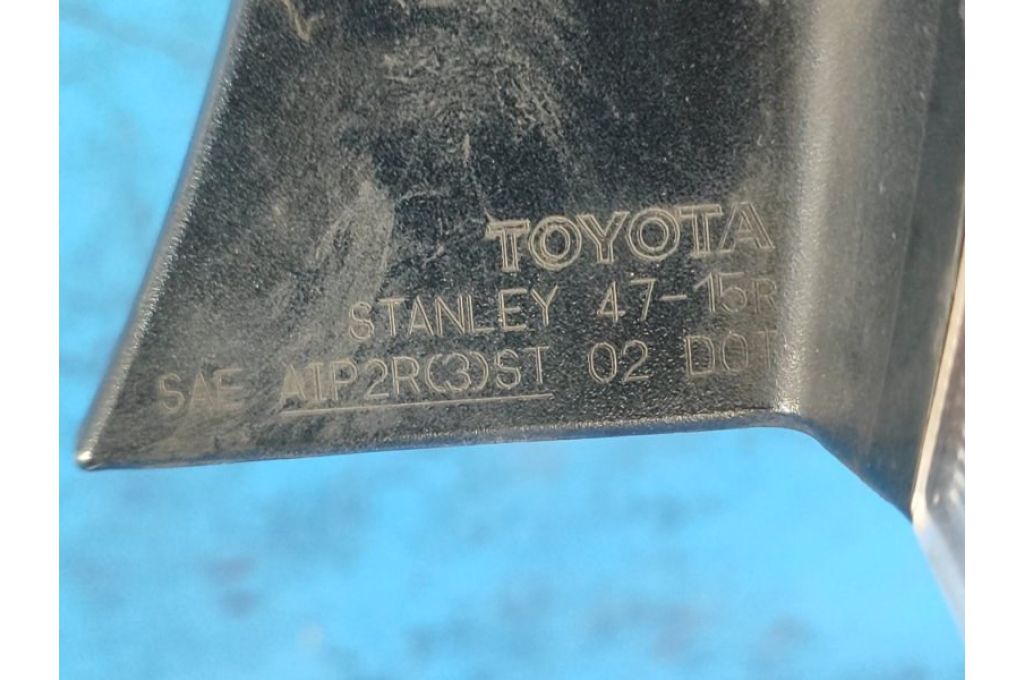 TOYOTA
STANLEY 47-15R
SAE AIP2R(3)ST 02 DOT